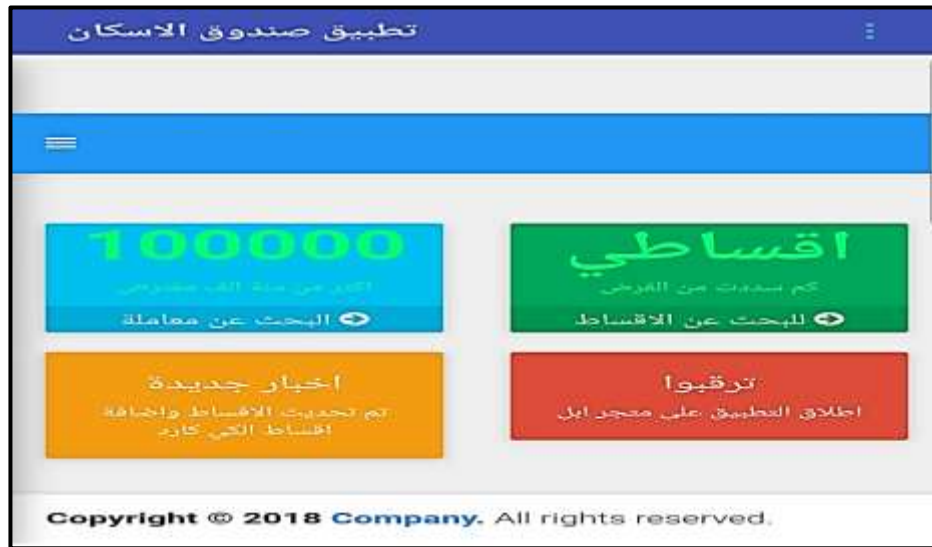 تطبيق صندوق الاسكان
اقساطي
كم سددت من القرض
للبحث عن الاقساط
100000
اكثر من مئة الف مقترض
البحث عن معاملة
ترقبوا
اطلاق التطبيق على متجر ابل
اخبار جديدة
تم تحديث الاقساط واضافة
اقساط الكي كارد
Copyright © 2018 Company. All rights reserved.